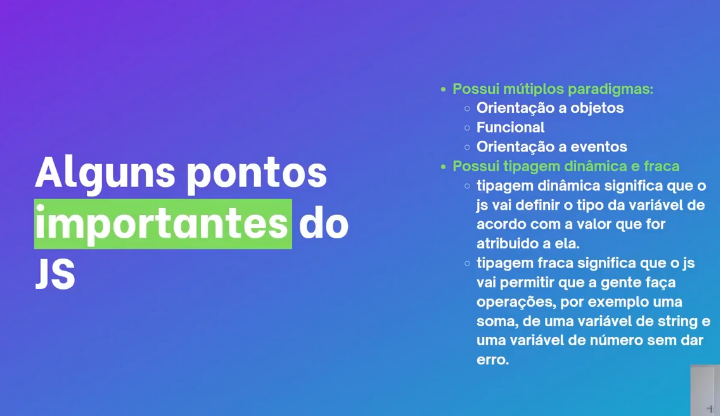 Alguns pontos
importantes do
JS
• Possui mútiplos paradigmas:
○ Orientação a objetos
○ Funcional
○ Orientação a eventos
• Possui tipagem dinâmica e fraca
○ tipagem dinâmica significa que o
js vai definir o tipo da variável de
acordo com a valor que for
atribuido a ela.
○ tipagem fraca significa que o js
vai permitir que a gente faça
operações, por exemplo uma
soma, de uma variável de string e
uma variável de número sem dar
erro.